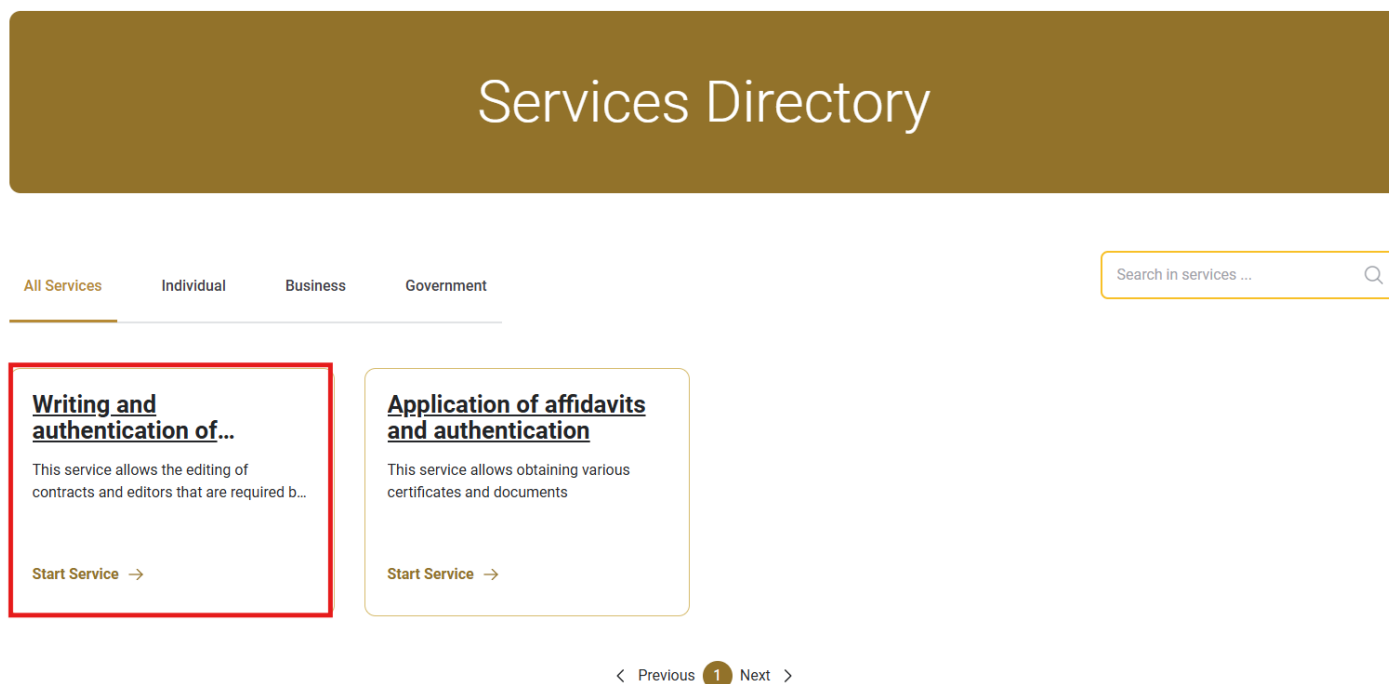 Services Directory
All Services
Individual
Business
Government
Search in services ...
Writing and
authentication of...
This service allows the editing of
contracts and editors that are required b...
Start Service
Application of affidavits
and authentication
This service allows obtaining various
certificates and documents
Start Service
Previous 1 Next